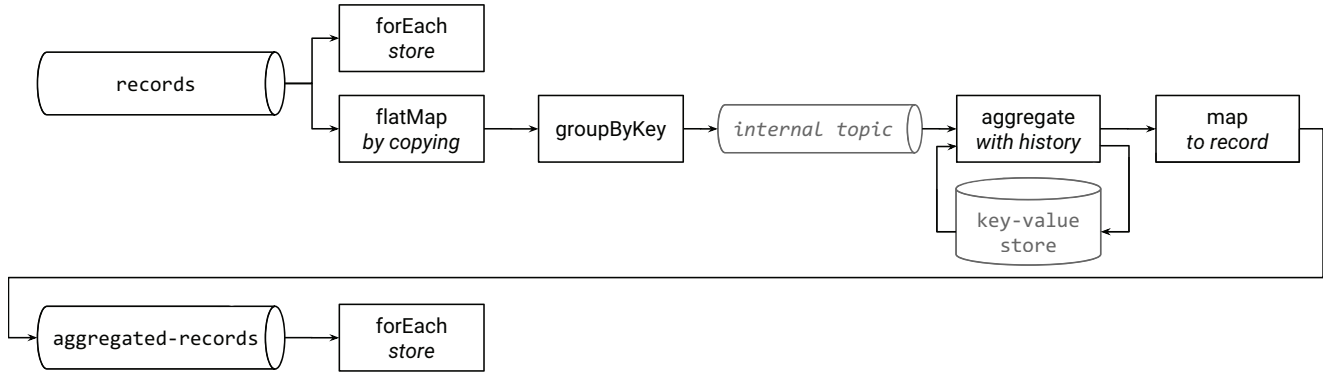 forEach
store
records
flatMap
by copying
groupByKey
internal topic
aggregate
with history
map
to record
key-value
store
aggregated-records
forEach
store